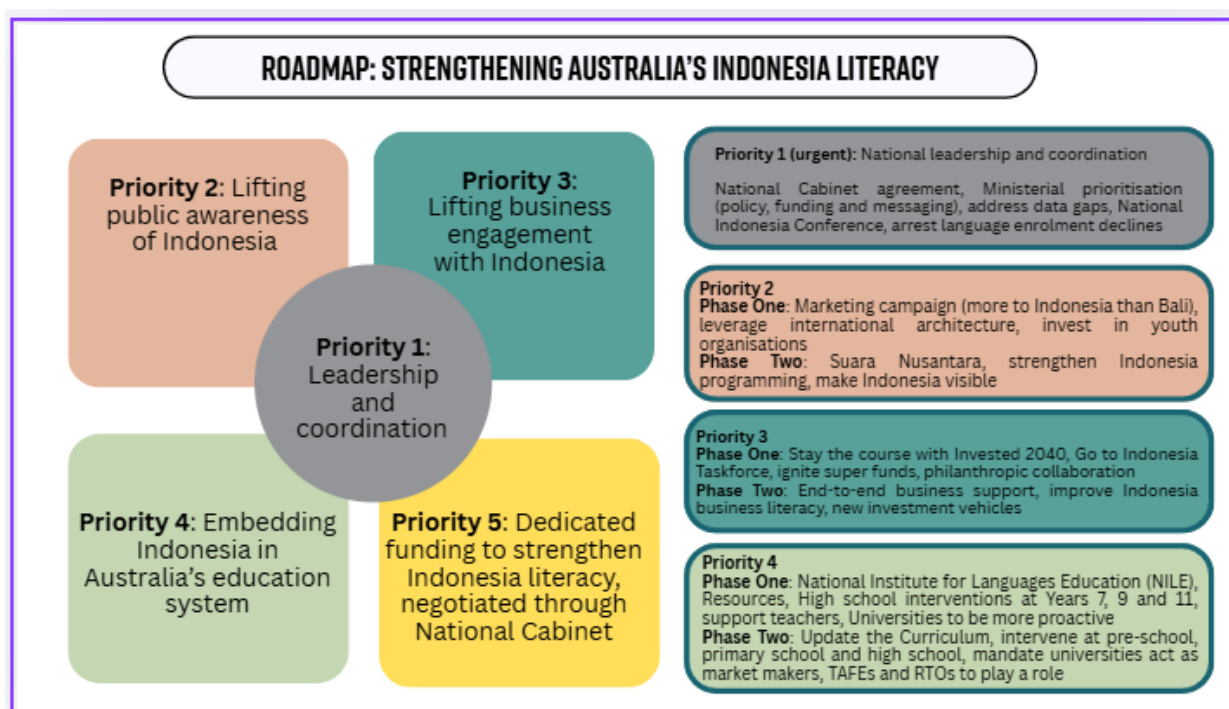 ROADMAP: STRENGTHENING AUSTRALIA'S INDONESIA LITERACY
Priority 2: Lifting
public awareness
of Indonesia
Priority 3:
Lifting business
engagement
with Indonesia
Priority 1:
Leadership
and
coordination
Priority 4: Embedding
Indonesia in
Australia's education
system
Priority 5: Dedicated
funding to strengthen
Indonesia literacy,
negotiated through
National Cabinet
Priority 1 (urgent): National leadership and coordination
National Cabinet agreement, Ministerial prioritisation
(policy, funding and messaging), address data gaps, National
Indonesia Conference, arrest language enrolment declines
Priority 2
Phase One: Marketing campaign (more to Indonesia than Bali),
leverage international architecture, invest in youth
organisations
Phase Two: Suara Nusantara, strengthen Indonesia
programming, make Indonesia visible
Priority 3
Phase One: Stay the course with Invested 2040, Go to Indonesia
Taskforce, ignite super funds, philanthropic collaboration
Phase Two: End-to-end business support, improve Indonesia
business literacy, new investment vehicles
Priority 4
Phase One: National Institute for Languages Education (NILE),
Resources, High school interventions at Years 7, 9 and 11,
support teachers, Universities to be more proactive
Phase Two: Update the Curriculum, intervene at pre-school,
primary school and high school, mandate universities act as
market makers, TAFEs and RTOs to play a role